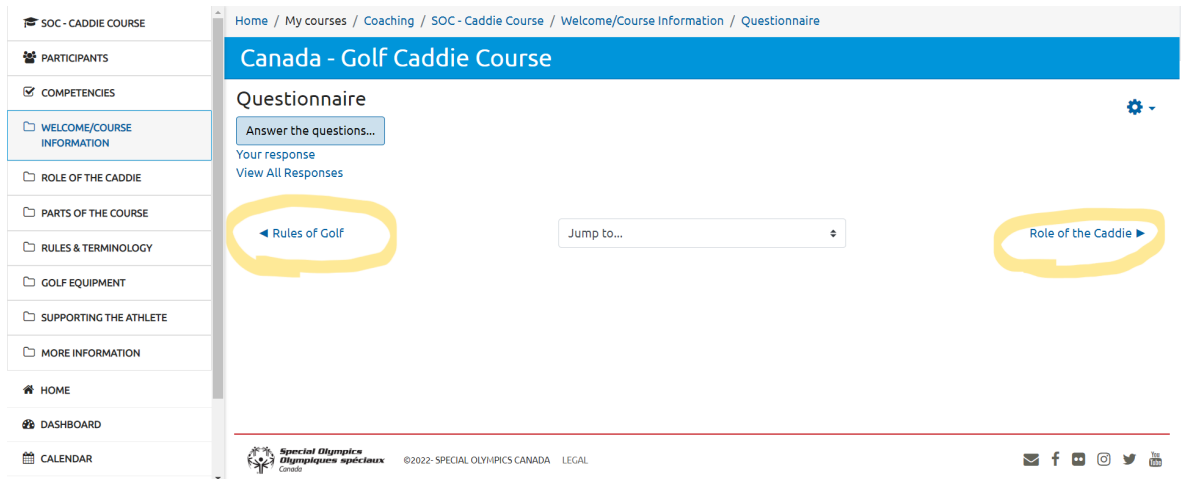 SOC - CADDIE COURSE
PARTICIPANTS
COMPETENCIES
WELCOME/COURSE
INFORMATION
ROLE OF THE CADDIE
PARTS OF THE COURSE
RULES & TERMINOLOGY
GOLF EQUIPMENT
SUPPORTING THE ATHLETE
MORE INFORMATION
HOME
DASHBOARD
CALENDAR
Home / My courses / Coaching / SOC - Caddie Course / Welcome/Course Information / Questionnaire
Canada - Golf Caddie Course
Questionnaire
Answer the questions...
Your response
View All Responses
◀ Rules of Golf
Jump to...
Role of the Caddie ▶
Special Olympics
Olympiques spéciaux
Canada
©2022- SPECIAL OLYMPICS CANADA LEGAL
You
Tube